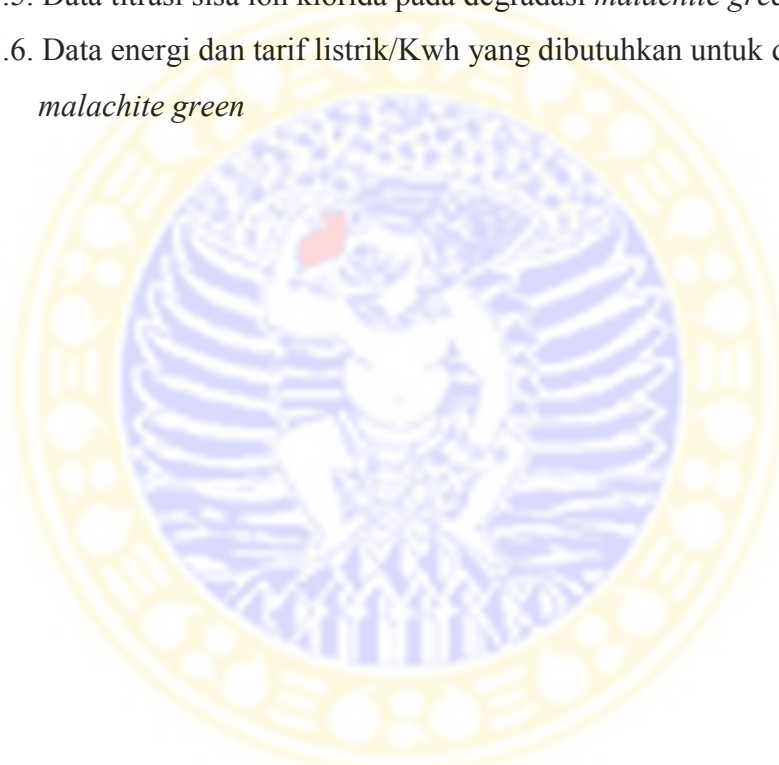 .5. Data titrasi sisa ion klorida pada degradasi malachite gree
.6. Data energi dan tarif listrik/Kwh yang dibutuhkan untuk d
malachite green